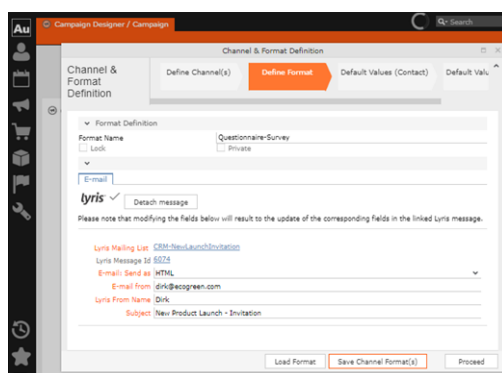 Au
Campaign Designer / Campaign
Search
Channel & Format Definition
Channel &
Format
Definition
Define Channel(s)
Define Format
Default Values (Contact)
Default Valu
Format Definition
Format Name
Questionnaire-Survey
Lock
Private
E-mail
lyris
Detach message
Please note that modifying the fields below will result to the update of the corresponding fields in the linked Lyris message.
Lyris Mailing List CRM-NewLaunchInvitation
Lyris Message Id 6074
E-mail: Send as HTML
E-mail from dirk@ecogreen.com
Lyris From Name Dirk
Subject New Product Launch - Invitation
Load Format
Save Channel Format(s)
Proceed